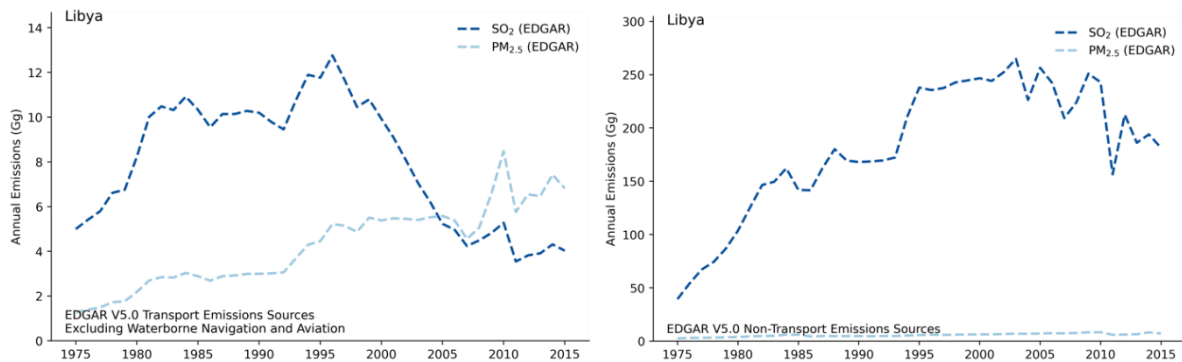 Libya
SO₂ (EDGAR)
PM₂.₅ (EDGAR)
Annual Emissions (Gg)
14
12
10
8
6
4
2
0
EDGAR V5.0 Transport Emissions Sources
Excluding Waterborne Navigation and Aviation
1975 1980 1985 1990 1995 2000 2005 2010 2015
Libya
SO₂ (EDGAR)
PM₂.₅ (EDGAR)
Annual Emissions (Gg)
300
250
200
150
100
50
0
EDGAR V5.0 Non-Transport Emissions Sources
1975 1980 1985 1990 1995 2000 2005 2010 2015